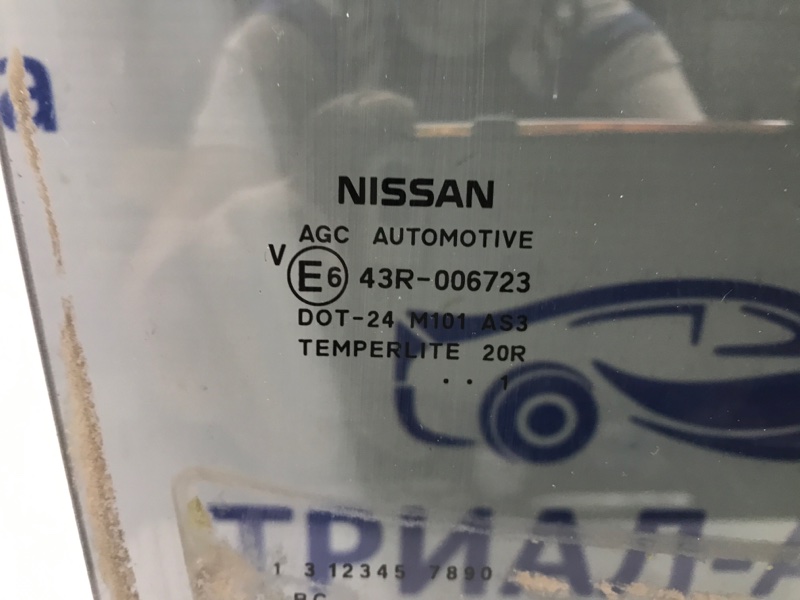 а
NISSAN
AGC AUTOMOTIVE
V E6 43R-006723
DOT-24 M101 AS3
TEMPERLITE 20R
. . 1
ТРИАЛ-А
1 3 12345 7890